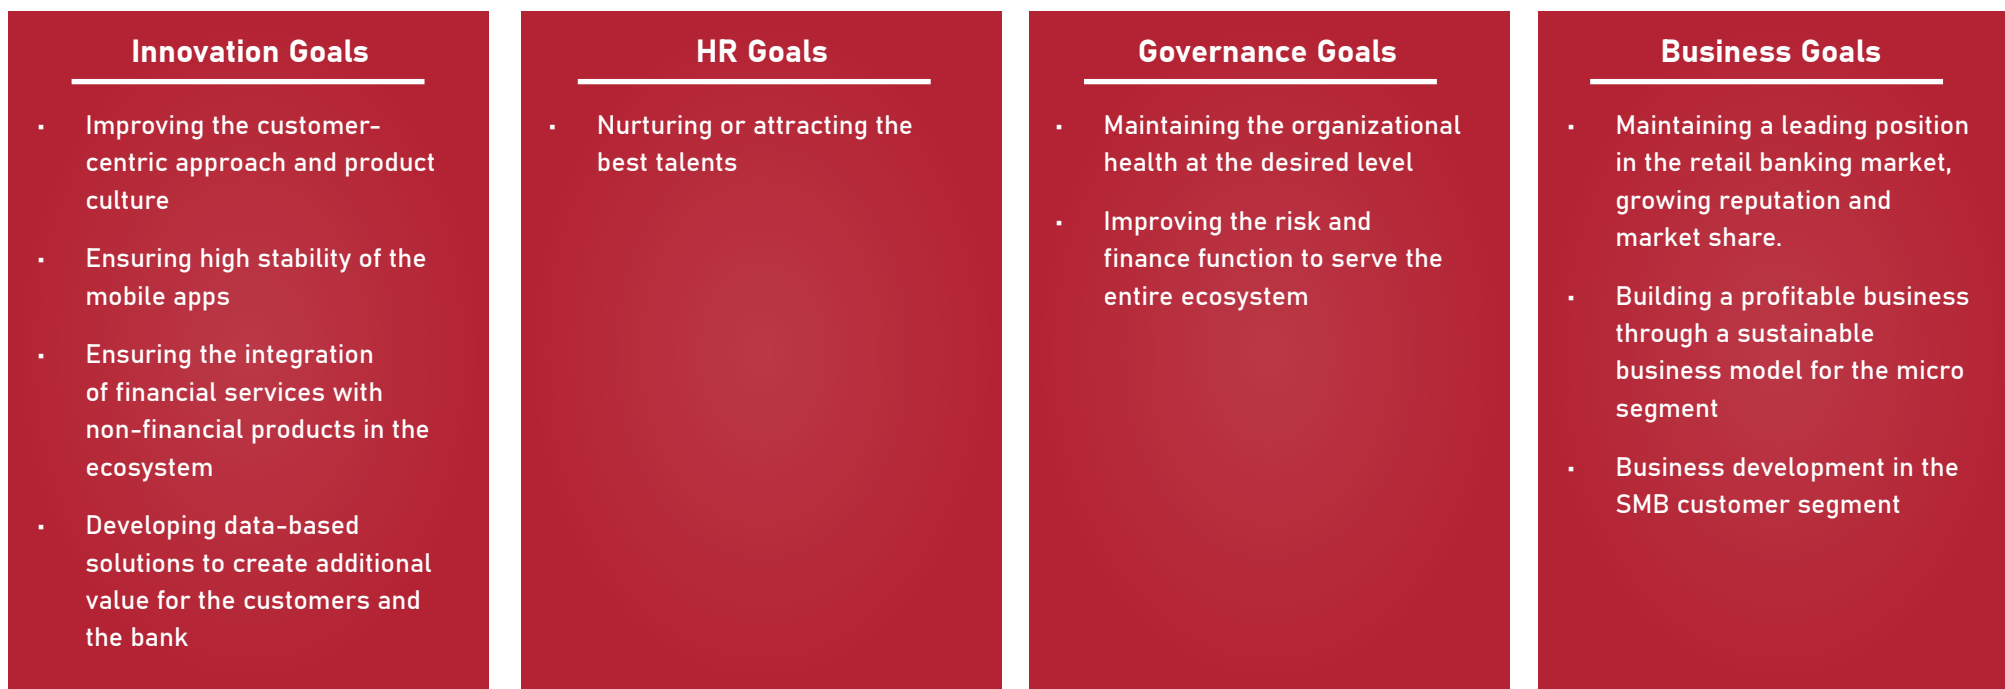 Innovation Goals
▪ Improving the customer-
centric approach and product
culture
▪ Ensuring high stability of the
mobile apps
▪ Ensuring the integration
of financial services with
non-financial products in the
ecosystem
▪ Developing data-based
solutions to create additional
value for the customers and
the bank
HR Goals
▪ Nurturing or attracting the
best talents
Governance Goals
▪ Maintaining the organizational
health at the desired level
▪ Improving the risk and
finance function to serve the
entire ecosystem
Business Goals
▪ Maintaining a leading position
in the retail banking market,
growing reputation and
market share.
▪ Building a profitable business
through a sustainable
business model for the micro
segment
▪ Business development in the
SMB customer segment